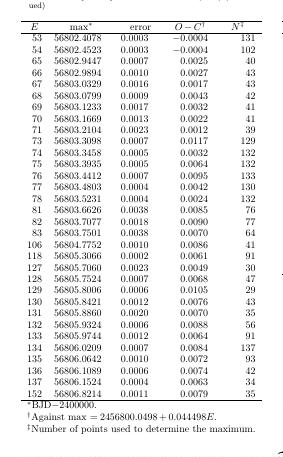 ued)
E max* error O − C† N‡
53 56802.4078 0.0003 −0.0004 131
54 56802.4523 0.0003 −0.0004 102
65 56802.9447 0.0007 0.0025 40
66 56802.9894 0.0010 0.0027 43
67 56803.0329 0.0016 0.0017 43
68 56803.0799 0.0009 0.0043 42
69 56803.1233 0.0017 0.0032 41
70 56803.1669 0.0013 0.0022 41
71 56803.2104 0.0023 0.0012 39
73 56803.3098 0.0007 0.0117 129
74 56803.3458 0.0005 0.0032 132
75 56803.3935 0.0005 0.0064 132
76 56803.4412 0.0007 0.0095 133
77 56803.4803 0.0004 0.0042 130
78 56803.5231 0.0004 0.0024 132
81 56803.6626 0.0038 0.0085 76
82 56803.7077 0.0018 0.0090 77
83 56803.7501 0.0038 0.0070 64
106 56804.7752 0.0010 0.0086 41
118 56805.3066 0.0002 0.0061 91
127 56805.7060 0.0023 0.0049 30
128 56805.7524 0.0007 0.0068 47
129 56805.8006 0.0006 0.0105 29
130 56805.8421 0.0012 0.0076 43
131 56805.8860 0.0020 0.0070 35
132 56805.9324 0.0006 0.0088 56
133 56805.9744 0.0012 0.0064 91
134 56806.0209 0.0007 0.0084 137
135 56806.0642 0.0010 0.0072 93
136 56806.1089 0.0006 0.0074 42
137 56806.1524 0.0004 0.0063 34
152 56806.8214 0.0011 0.0079 35
*BJD−2400000.
†Against max = 2456800.0498 + 0.044498E.
‡Number of points used to determine the maximum.